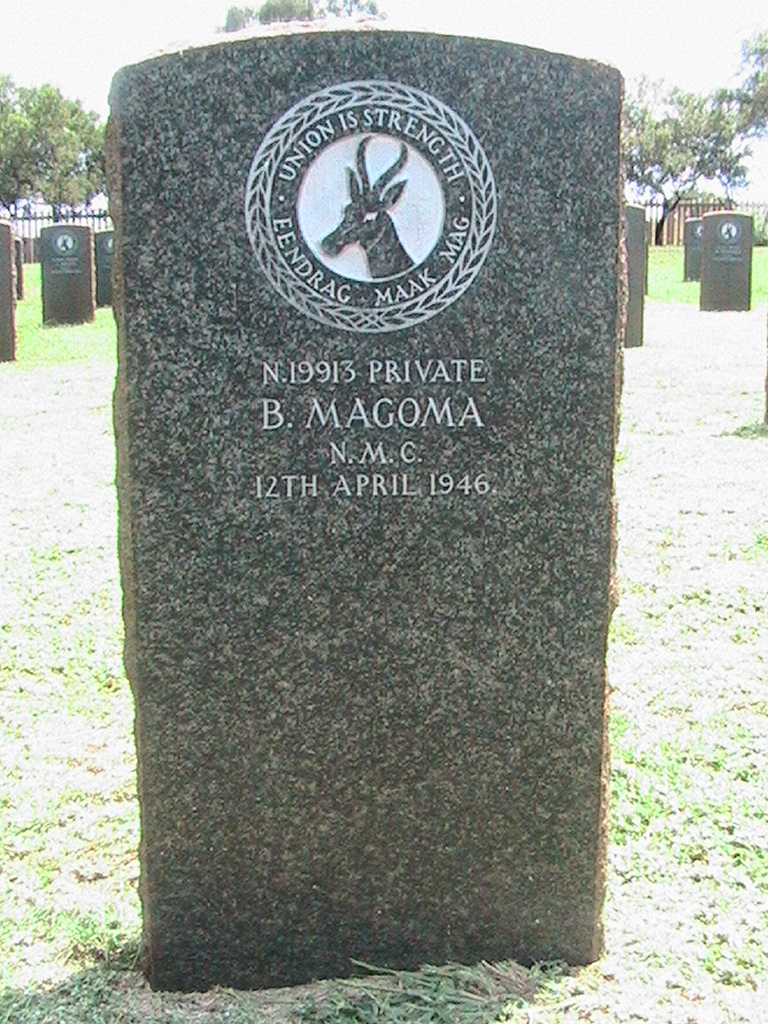 UNION IS STRENGTH
EENDRAG MAAK MAG
N.19913 PRIVATE
B. MAGOMA
N.M.C.
12TH APRIL 1946.